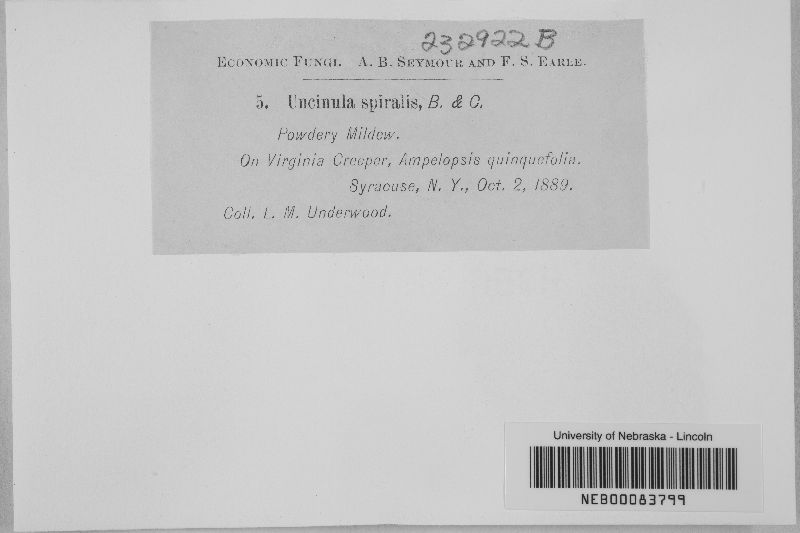 232922B
Economic Fungi. A. B. Seymour and F. S. Earle.
5. Uncinula spiralis, B. & C.
Powdery Mildew.
On Virginia Creeper, Ampelopsis quinquefolia.
Syracuse, N. Y., Oct. 2, 1889.
Coll. L. M. Underwood.
University of Nebraska - Lincoln
NEB00083799